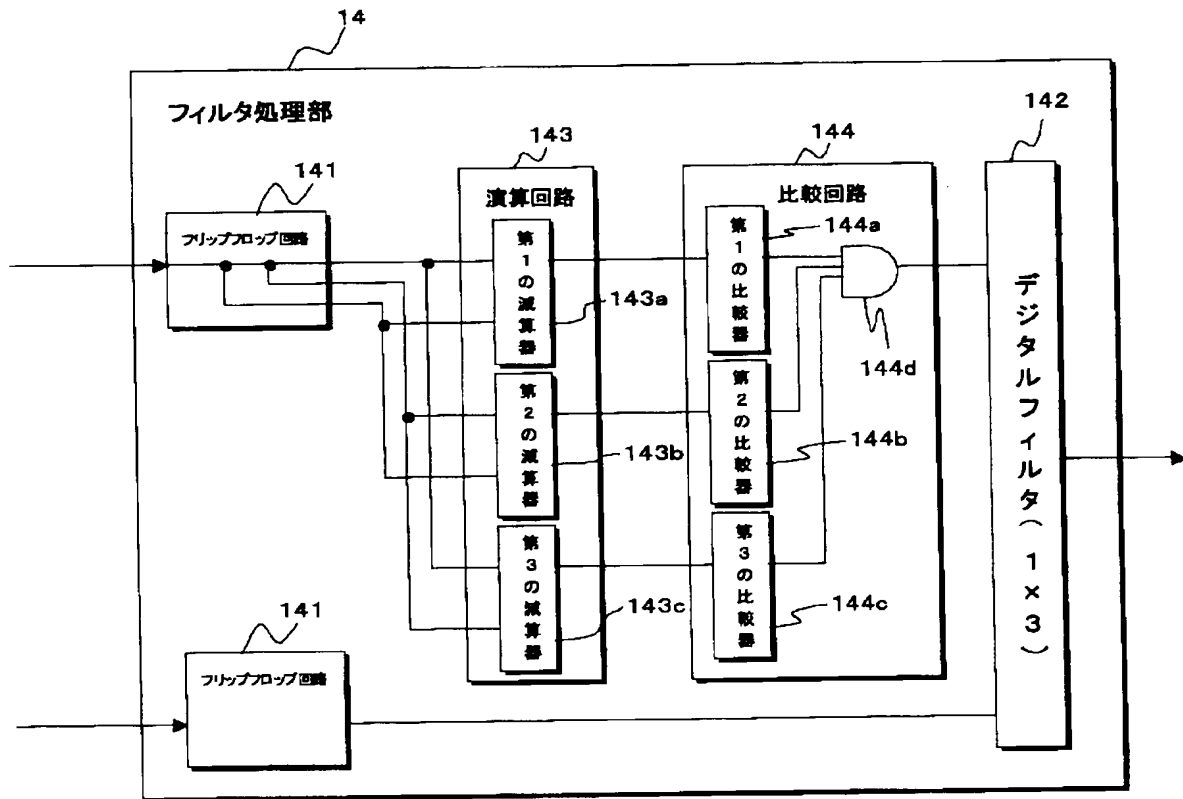 14
フィルタ処理部
142
143
144
141
演算回路
比較回路
フリップフロップ回路
第1の減算器
143a
第1の比較器
144a
144d
第2の減算器
143b
第2の比較器
144b
第3の減算器
143c
第3の比較器
144c
デジタルフィルタ(1×3)
141
フリップフロップ回路